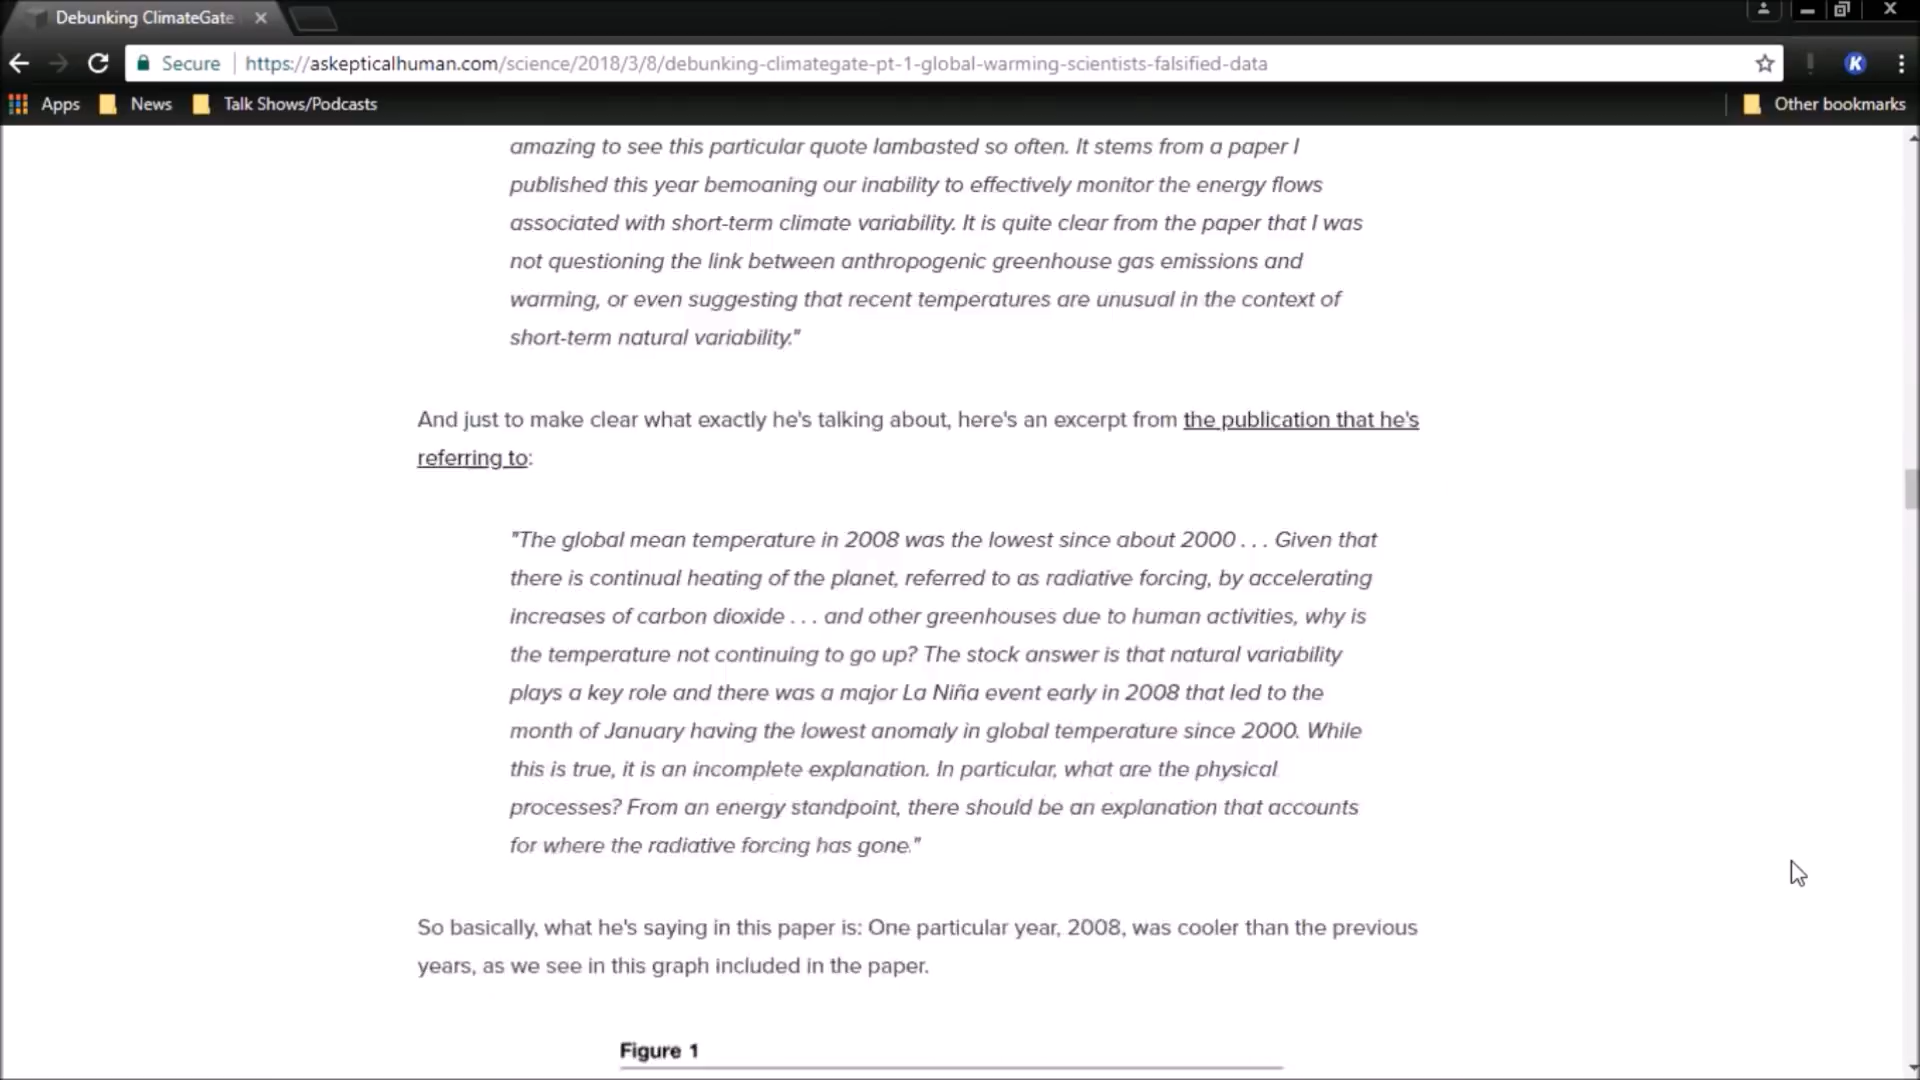 Debunking ClimateGate
Secure https://askepticalhuman.com/science/2018/3/8/debunking-climategate-pt-1-global-warming-scientists-falsified-data
K
Apps News Talk Shows/Podcasts Other bookmarks
amazing to see this particular quote lambasted so often. It stems from a paper I
published this year bemoaning our inability to effectively monitor the energy flows
associated with short-term climate variability. It is quite clear from the paper that I was
not questioning the link between anthropogenic greenhouse gas emissions and
warming, or even suggesting that recent temperatures are unusual in the context of
short-term natural variability."
And just to make clear what exactly he's talking about, here's an excerpt from the publication that he's
referring to:
"The global mean temperature in 2008 was the lowest since about 2000 . . . Given that
there is continual heating of the planet, referred to as radiative forcing, by accelerating
increases of carbon dioxide . . . and other greenhouses due to human activities, why is
the temperature not continuing to go up? The stock answer is that natural variability
plays a key role and there was a major La Niña event early in 2008 that led to the
month of January having the lowest anomaly in global temperature since 2000. While
this is true, it is an incomplete explanation. In particular, what are the physical
processes? From an energy standpoint, there should be an explanation that accounts
for where the radiative forcing has gone."
So basically, what he's saying in this paper is: One particular year, 2008, was cooler than the previous
years, as we see in this graph included in the paper.
Figure 1